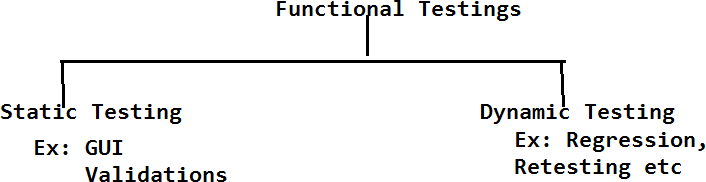 Functional Testings
Static Testing
Ex: GUI
Validations
Dynamic Testing
Ex: Regression,
Retesting etc